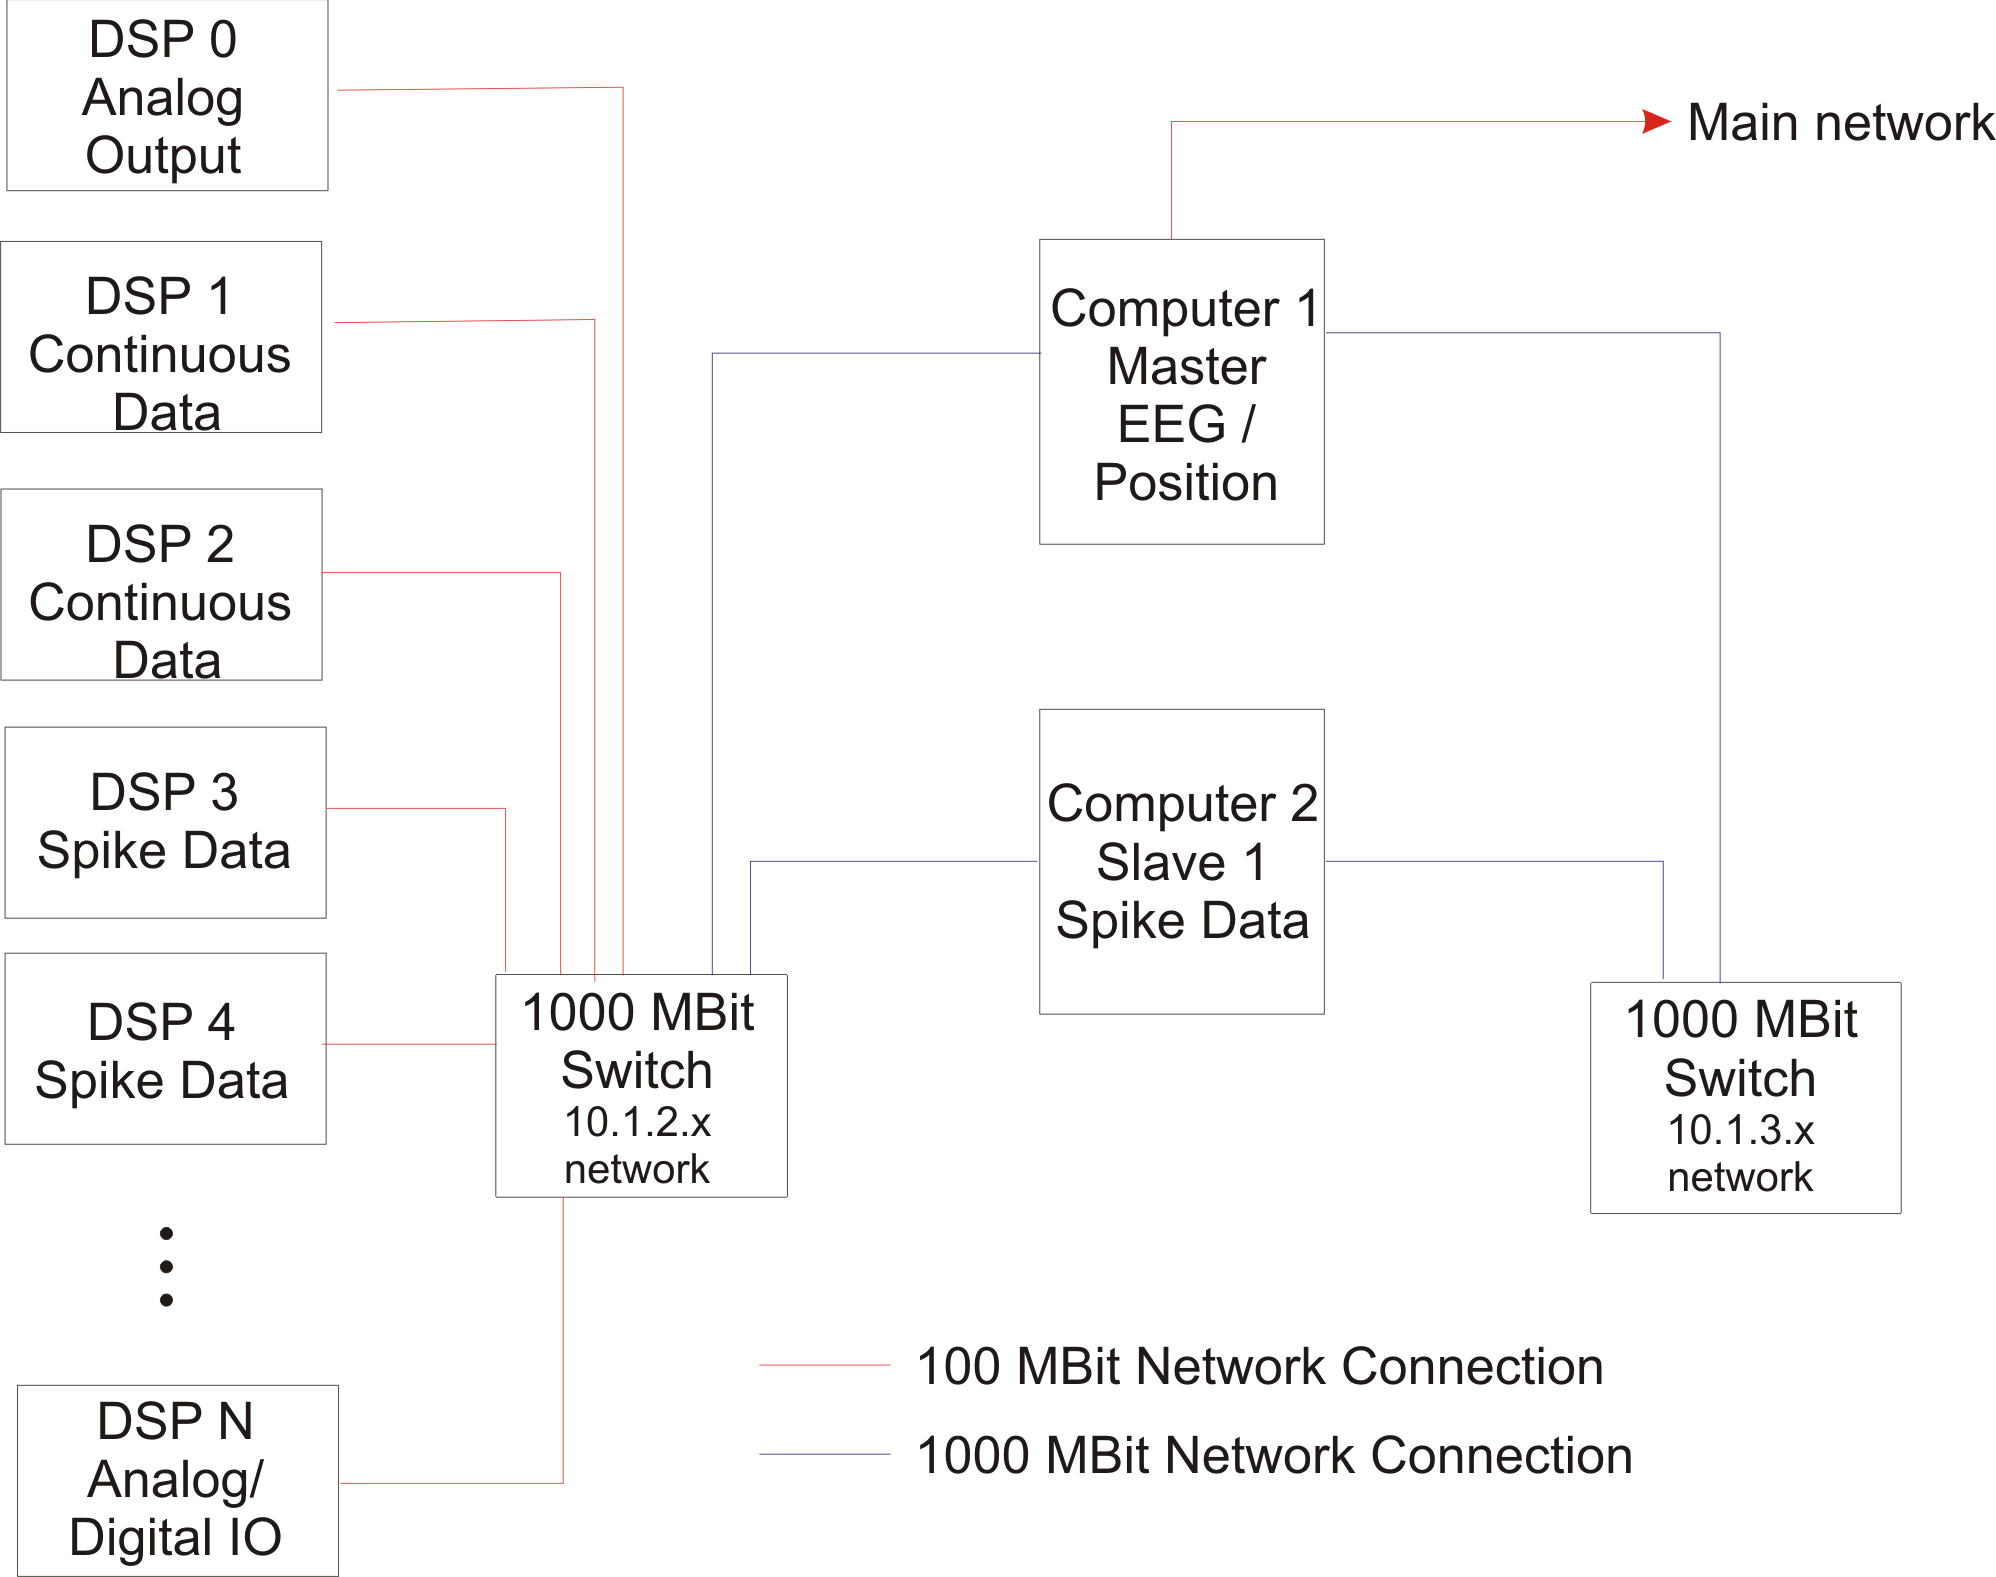 DSP 0
Analog
Output
DSP 1
Continuous
Data
DSP 2
Continuous
Data
DSP 3
Spike Data
DSP 4
Spike Data
DSP N
Analog/
Digital IO
1000 MBit
Switch
10.1.2.x
network
Main network
Computer 1
Master
EEG /
Position
Computer 2
Slave 1
Spike Data
1000 MBit
Switch
10.1.3.x
network
100 MBit Network Connection
1000 MBit Network Connection